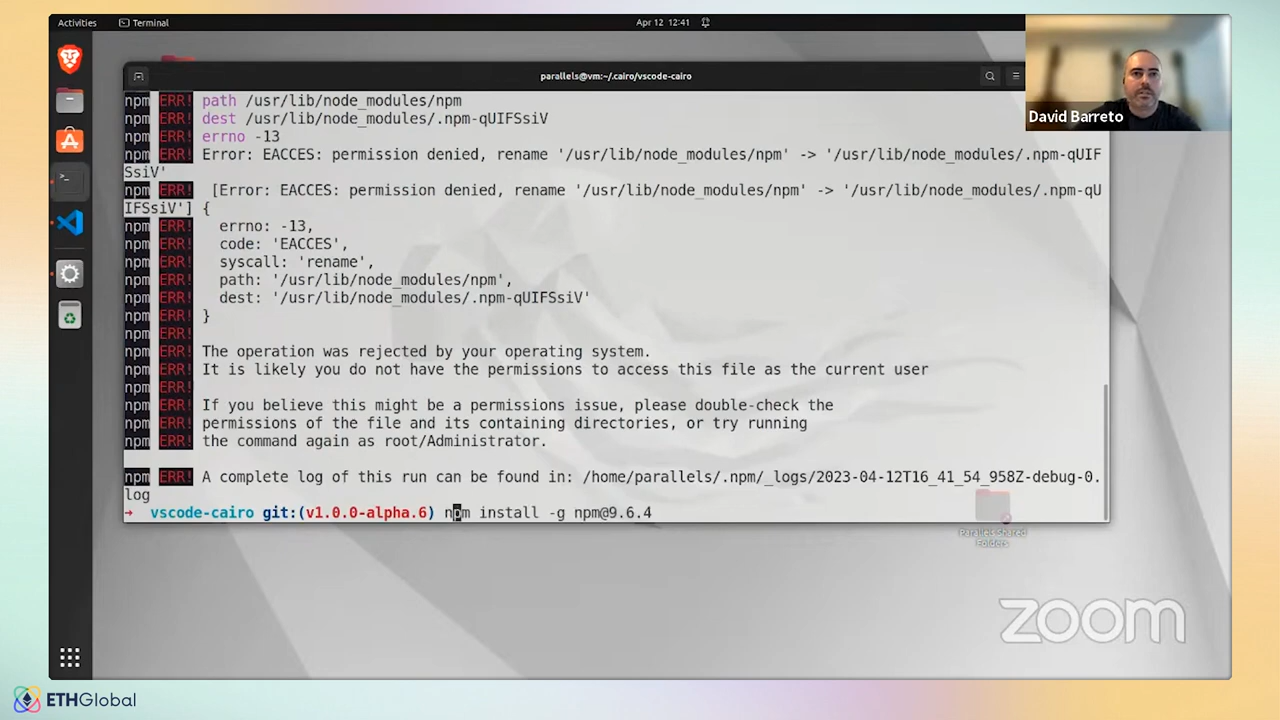 Activities
Terminal
Apr 12 12:41
parallels@vm:~/.cairo/vscode-cairo
David Barreto
npm ERR! path /usr/lib/node_modules/npm
npm ERR! dest /usr/lib/node_modules/.npm-qUIFSsiV
npm ERR! errno -13
npm ERR! Error: EACCES: permission denied, rename '/usr/lib/node_modules/npm' -> '/usr/lib/node_modules/.npm-qUIF
SsiV'
npm ERR!  [Error: EACCES: permission denied, rename '/usr/lib/node_modules/npm' -> '/usr/lib/node_modules/.npm-qU
IFSsiV'] {
npm ERR!   errno: -13,
npm ERR!   code: 'EACCES',
npm ERR!   syscall: 'rename',
npm ERR!   path: '/usr/lib/node_modules/npm',
npm ERR!   dest: '/usr/lib/node_modules/.npm-qUIFSsiV'
npm ERR! }
npm ERR!
npm ERR! The operation was rejected by your operating system.
npm ERR! It is likely you do not have the permissions to access this file as the current user
npm ERR!
npm ERR! If you believe this might be a permissions issue, please double-check the
npm ERR! permissions of the file and its containing directories, or try running
npm ERR! the command again as root/Administrator.
npm ERR! A complete log of this run can be found in: /home/parallels/.npm/_logs/2023-04-12T16_41_54_958Z-debug-0.
log
→ vscode-cairo git:(v1.0.0-alpha.6) npm install -g npm@9.6.4
Parallels Shared
Folders
zoom
ETHGlobal